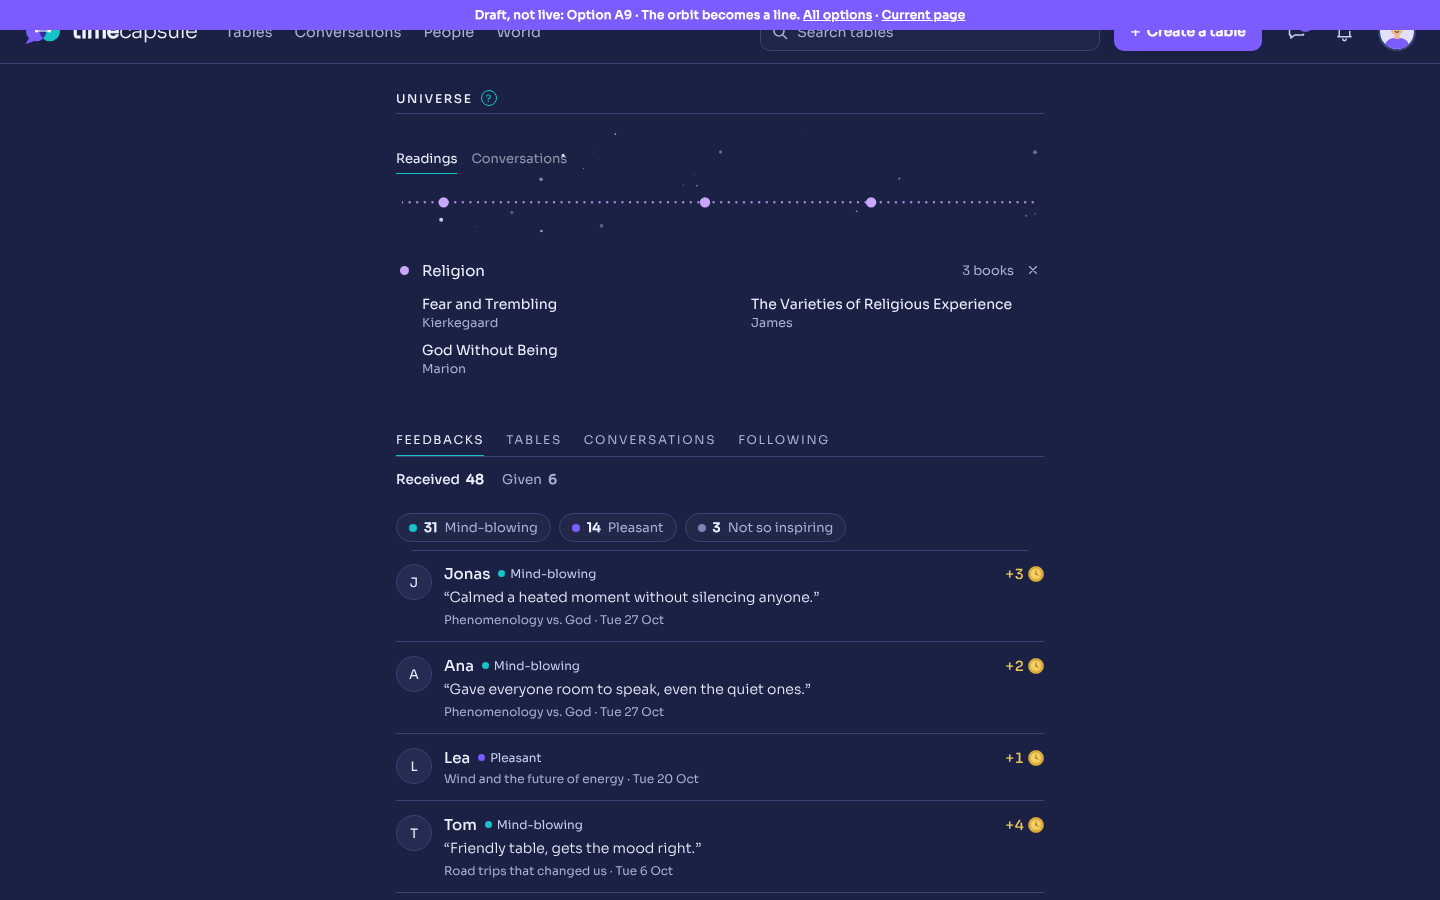 Draft, not live: Option A9 · The orbit becomes a line. All options · Current page
timecapsule Tables Conversations People World Search tables + Create a table
UNIVERSE ?
Readings Conversations
Religion 3 books ×
Fear and Trembling The Varieties of Religious Experience
Kierkegaard James
God Without Being
Marion
FEEDBACKS TABLES CONVERSATIONS FOLLOWING
Received 48 Given 6
31 Mind-blowing 14 Pleasant 3 Not so inspiring
J Jonas Mind-blowing +3
“Calmed a heated moment without silencing anyone.”
Phenomenology vs. God · Tue 27 Oct
A Ana Mind-blowing +2
“Gave everyone room to speak, even the quiet ones.”
Phenomenology vs. God · Tue 27 Oct
L Lea Pleasant +1
Wind and the future of energy · Tue 20 Oct
T Tom Mind-blowing +4
“Friendly table, gets the mood right.”
Road trips that changed us · Tue 6 Oct